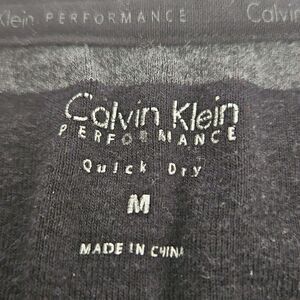 Klein PERFORMANCE Calvin
Calvin Klein
PERFORMANCE
Quick Dry
M
MADE IN CHINA